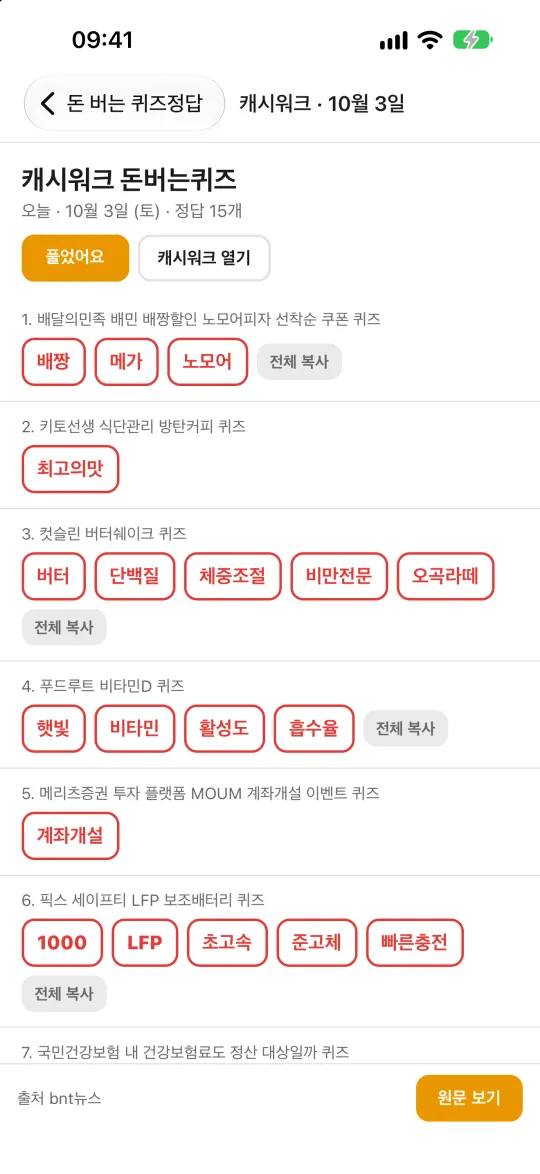 09:41
돈 버는 퀴즈정답 캐시워크 · 10월 3일
캐시워크 돈버는퀴즈
오늘 · 10월 3일 (토) · 정답 15개
풀었어요 캐시워크 열기
1. 배달의민족 배민 배짱할인 노모어피자 선착순 쿠폰 퀴즈
배짱 메가 노모어 전체 복사
2. 키토선생 식단관리 방탄커피 퀴즈
최고의맛
3. 컷슬린 버터쉐이크 퀴즈
버터 단백질 체중조절 비만전문 오곡라떼
전체 복사
4. 푸드루트 비타민D 퀴즈
햇빛 비타민 활성도 흡수율 전체 복사
5. 메리츠증권 투자 플랫폼 MOUM 계좌개설 이벤트 퀴즈
계좌개설
6. 픽스 세이프티 LFP 보조배터리 퀴즈
1000 LFP 초고속 준고체 빠른충전
전체 복사
7. 국민건강보험 내 건강보험료도 정산 대상일까 퀴즈
출처 bnt뉴스 원문 보기